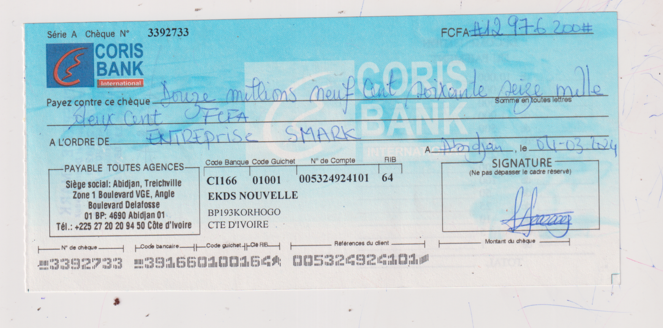 Série A Chèque N° 3392733 FCFA #12 976 200#
CORIS
BANK
International
Payez contre ce chèque Douze millions neuf cent soixante seize mille
Somme en toutes lettres
deux cent FCFA
CORIS
BANK
INTERNATIONAL
A L'ORDRE DE ENTREPrise SMARK
A Abidjan, le 04-03-2024
PAYABLE TOUTES AGENCES
Siège social: Abidjan, Treichville
Zone 1 Boulevard VGE, Angle
Boulevard Delafosse
01 BP: 4690 Abidjan 01
Tél.: +225 27 20 20 94 50 Côte d'Ivoire
Code Banque Code Guichet N° de Compte RIB
CI166 01001 005324924101 64
EKDS NOUVELLE
BP193KORHOGO
CTE D'IVOIRE
SIGNATURE
(Ne pas dépasser le cadre réservé)
N° de chèque Code bancaire Code guichet Clé RIB Références du client Montant du chèque
3392733 39166010016 4 005324924101